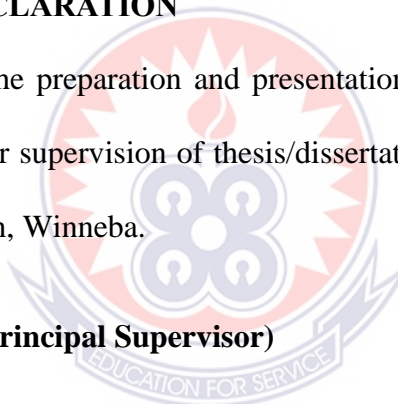 CLARATION
he preparation and presentation
r supervision of thesis/dissertat
n, Winneba.
rincipal Supervisor)
EDUCATION FOR SERVICE